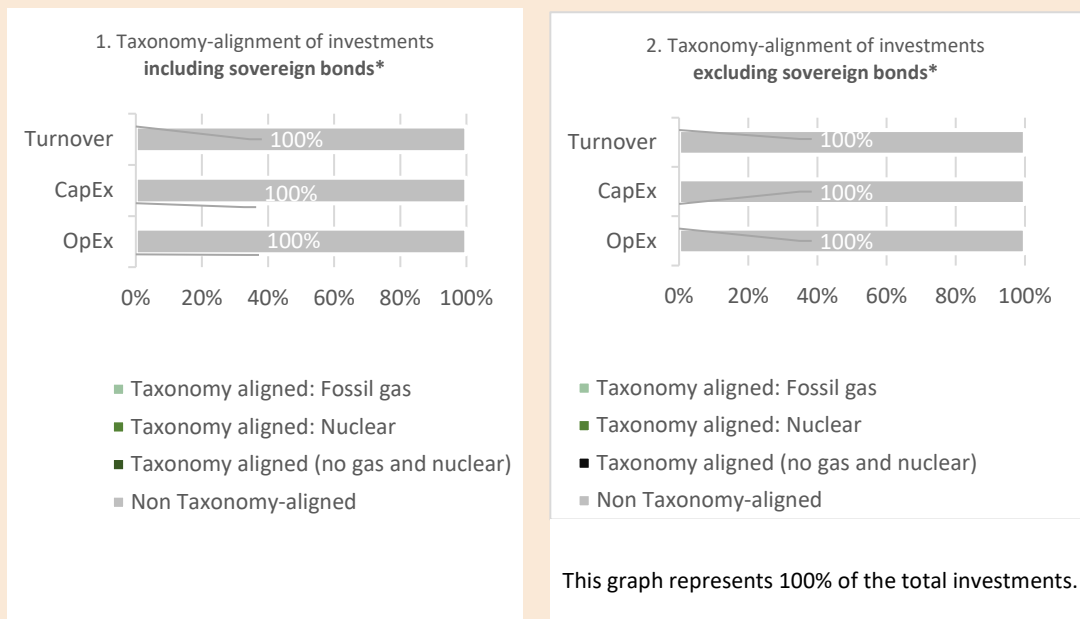 1. Taxonomy-alignment of investments
including sovereign bonds*
Turnover
100%
CapEx
100%
OpEx
100%
0% 20% 40% 60% 80% 100%
Taxonomy aligned: Fossil gas
Taxonomy aligned: Nuclear
Taxonomy aligned (no gas and nuclear)
Non Taxonomy-aligned
2. Taxonomy-alignment of investments
excluding sovereign bonds*
Turnover
100%
CapEx
100%
OpEx
100%
0% 20% 40% 60% 80% 100%
Taxonomy aligned: Fossil gas
Taxonomy aligned: Nuclear
Taxonomy aligned (no gas and nuclear)
Non Taxonomy-aligned
This graph represents 100% of the total investments.